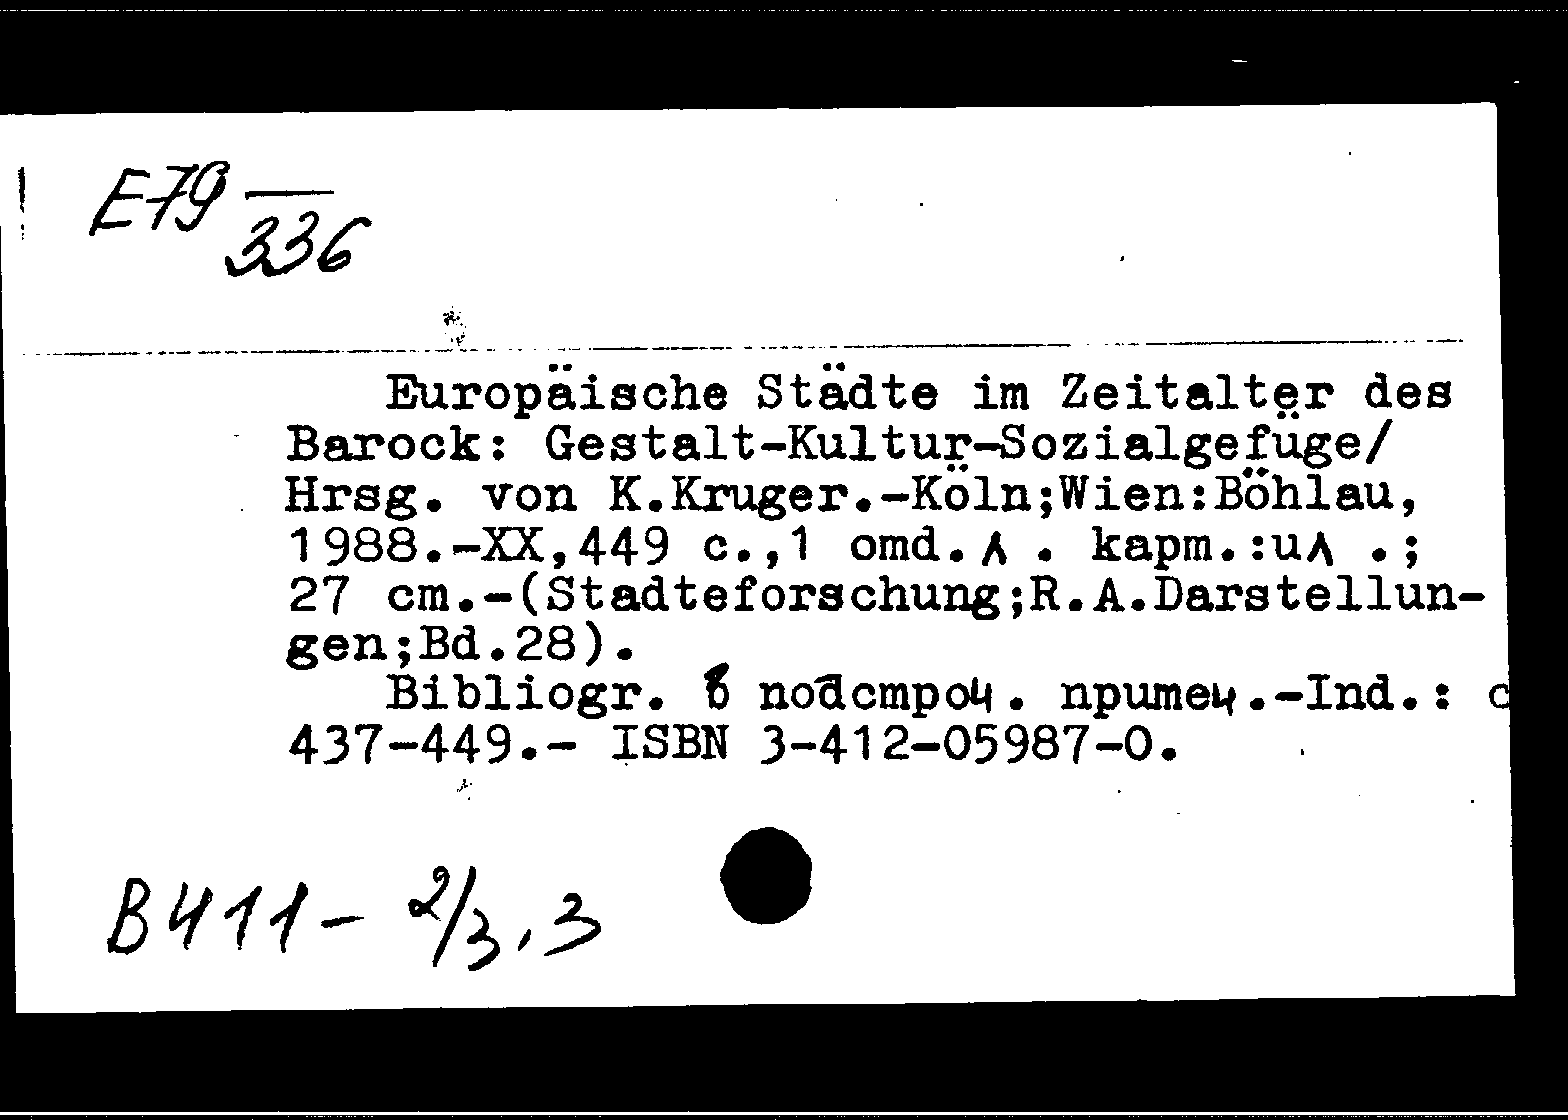 E79 —
336
Europäische Städte im Zeitalter des
Barock: Gestalt-Kultur-Sozialgefüge/
Hrsg. von K.Kruger.-Köln;Wien:Böhlau,
1988.-XX,449 c.,1 omd.л . kapm.:uл .;
27 cm.-(Stadteforschung;R.A.Darstellun-
gen;Bd.28).
Bibliogr. в nodcmpoч. npumeч.-Ind.: c
437-449.- ISBN 3-412-05987-0.
B411- 2/3, 3